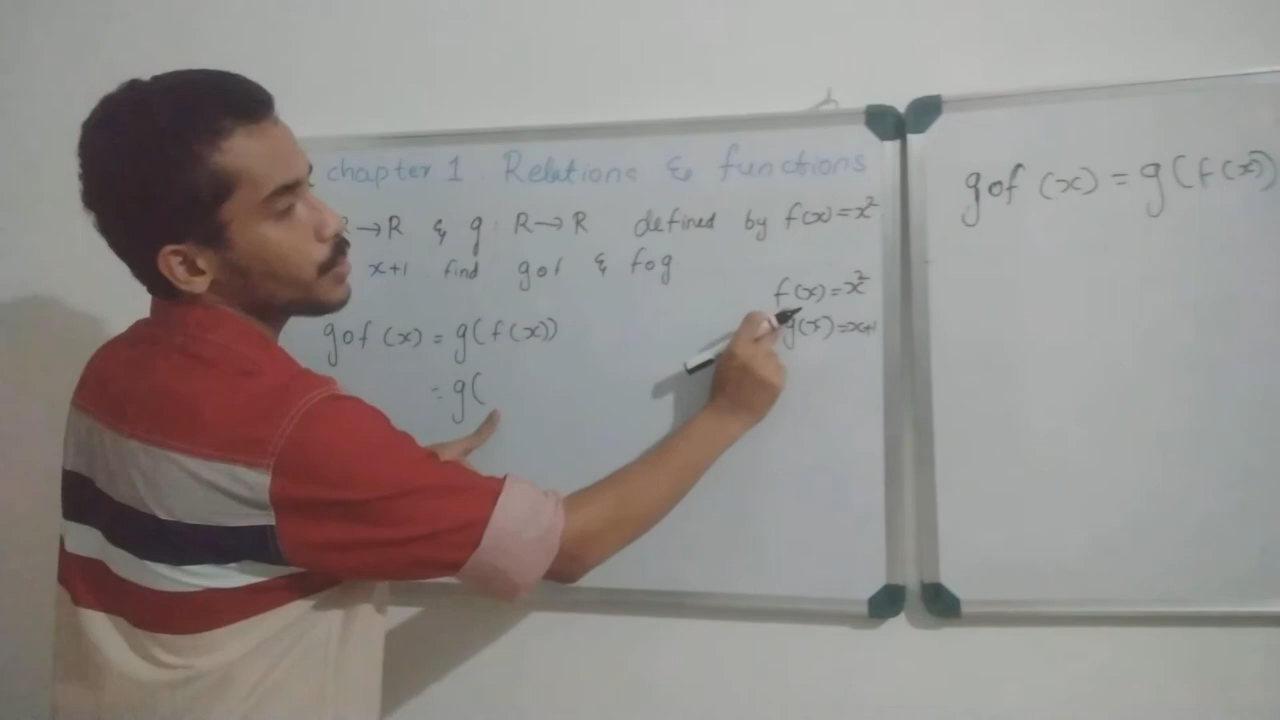 chapter 1 Relations & functions
R→R & g : R→R defined by f(x)=x²
x+1 find gof & fog
f(x)=x²
g(x)=x+1
gof (x) = g(f(x))
= g(
gof (x) = g(f(x))